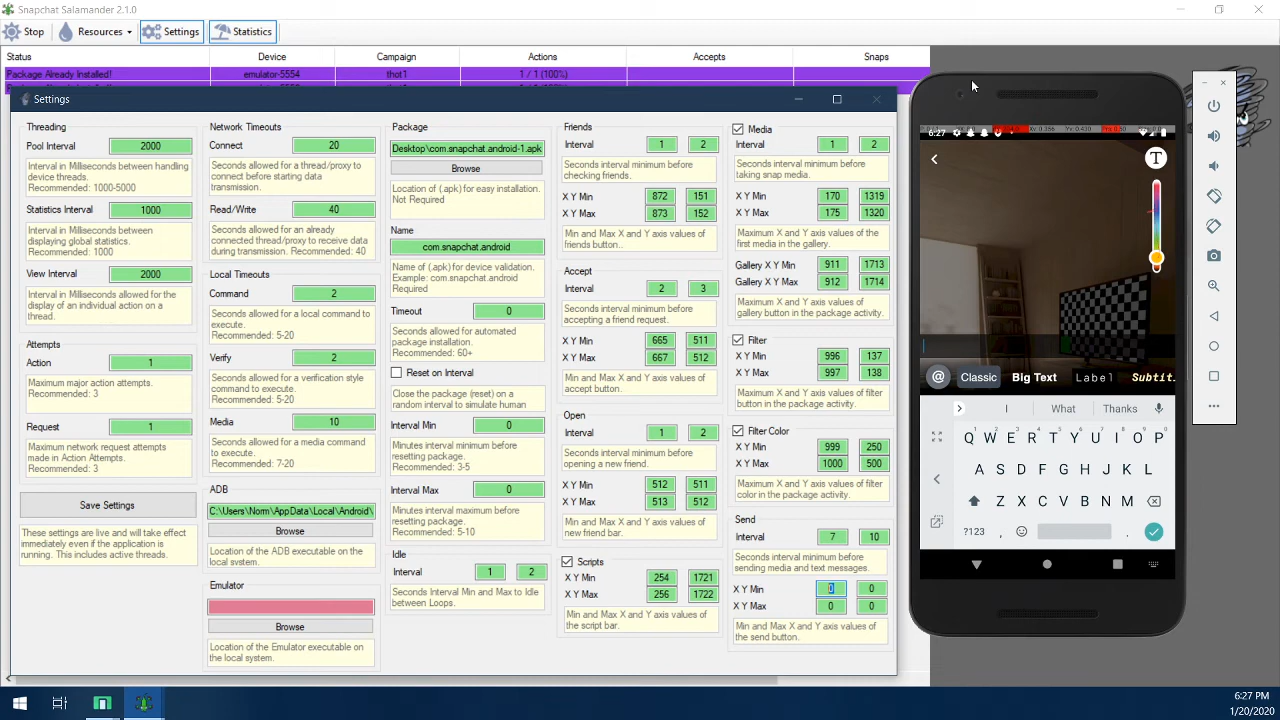 Snapchat Salamander 2.1.0
Stop Resources Settings Statistics
Status Device Campaign Actions Accepts Snaps
Package Already Installed! emulator-5554 thot1 1 / 1 (100%)
Settings
Threading
Pool Interval 2000
Interval in Milliseconds between handling
device threads.
Recommended: 1000-5000
Statistics Interval 1000
Interval in Milliseconds between
displaying global statistics.
Recommended: 1000
View Interval 2000
Interval in Milliseconds allowed for the
display of an individual action on a
thread.
Attempts
Action 1
Maximum major action attempts.
Recommended: 3
Request 1
Maximum network request attempts
made in Action Attempts.
Recommended: 3
Save Settings
These settings are live and will take effect
immediately even if the application is
running. This includes active threads.
Network Timeouts
Connect 20
Seconds allowed for a thread/proxy to
connect before starting data
transmission.
Read/Write 40
Seconds allowed for an already
connected thread/proxy to receive data
during transmission. Recommended: 40
Local Timeouts
Command 2
Seconds allowed for a local command to
execute.
Recommended: 5-20
Verify 2
Seconds allowed for a verification style
command to execute.
Recommended: 5-20
Media 10
Seconds allowed for a media command
to execute.
Recommended: 7-20
ADB
C:\Users\Norm\AppData\Local\Android\
Browse
Location of the ADB executable on the
local system.
Emulator
Browse
Location of the Emulator executable on
the local system.
Package
Desktop\com.snapchat.android-1.apk
Browse
Location of (.apk) for easy installation.
Not Required
Name
com.snapchat.android
Name of (.apk) for device validation.
Example: com.snapchat.android
Required
Timeout 0
Seconds allowed for automated
package installation.
Recommended: 60+
Reset on Interval
Close the package (reset) on a
random interval to simulate human
Interval Min 0
Minutes interval minimum before
resetting package.
Recommended: 3-5
Interval Max 0
Minutes interval maximum before
resetting package.
Recommended: 5-10
Idle
Interval 1 2
Seconds Interval Min and Max to Idle
between Loops.
Friends
Interval 1 2
Seconds interval minimum before
checking friends.
X Y Min 872 151
X Y Max 873 152
Min and Max X and Y axis values of
friends button..
Accept
Interval 2 3
Seconds interval minimum before
accepting a friend request.
X Y Min 665 511
X Y Max 667 512
Min and Max X and Y axis values of
accept button.
Open
Interval 1 2
Seconds interval minimum before
opening a new friend.
X Y Min 512 511
X Y Max 513 512
Min and Max X and Y axis values of
new friend bar.
Scripts
X Y Min 254 1721
X Y Max 256 1722
Min and Max X and Y axis values of
the script bar.
Media
Interval 1 2
Seconds interval minimum before
taking snap media.
X Y Min 170 1319
X Y Max 175 1320
Maximum X and Y axis values of the
first media in the gallery.
Gallery X Y Min 911 1713
Gallery X Y Max 912 1714
Maximum X and Y axis values of
gallery button in the package activity.
Filter
X Y Min 996 137
X Y Max 997 138
Maximum X and Y axis values of filter
button in the package activity.
Filter Color
X Y Min 999 250
X Y Max 1000 500
Maximum X and Y axis values of filter
color in the package activity.
Send
Interval 7 10
Seconds interval minimum before
sending media and text messages.
X Y Min 0 0
X Y Max 0 0
Min and Max X and Y axis values of
the send button.
6:27
T
@ Classic Big Text Label Subtit
I What Thanks
1 2 3 4 5 6 7 8 9 0
Q W E R T Y U I O P
A S D F G H J K L
Z X C V B N M
?123 , .
6:27 PM
1/20/2020